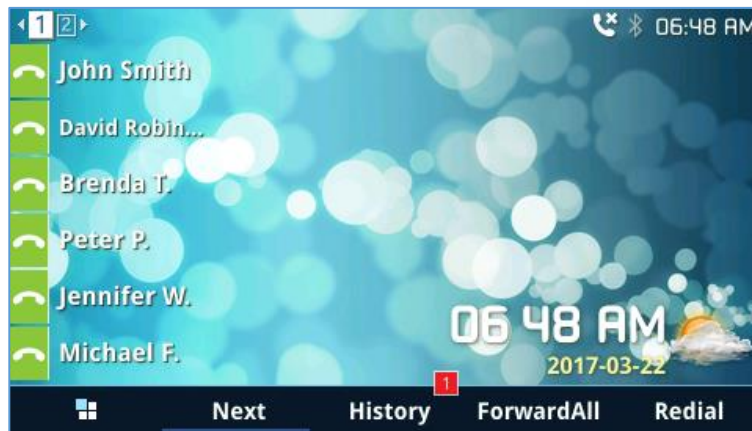 1 2 06:48 AM
John Smith
David Robin...
Brenda T.
Peter P.
Jennifer W.
Michael F.
06 48 AM
2017-03-22
1
Next History ForwardAll Redial